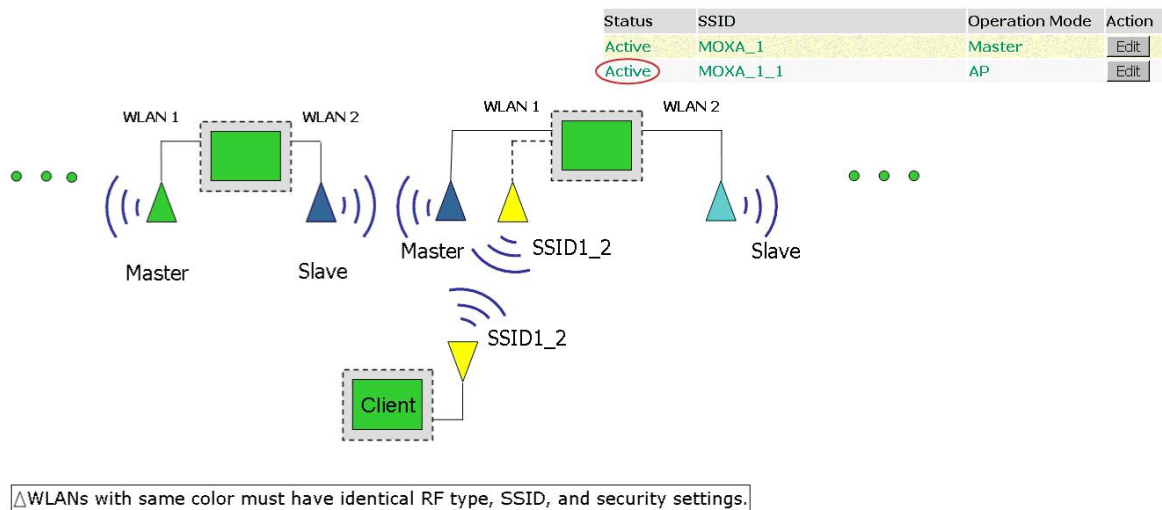 Status SSID Operation Mode Action
Active MOXA_1 Master Edit
Active MOXA_1_1 AP Edit
WLAN 1 WLAN 2 WLAN 1 WLAN 2
Master Slave Master SSID1_2 Slave
SSID1_2
Client
△WLANs with same color must have identical RF type, SSID, and security settings.